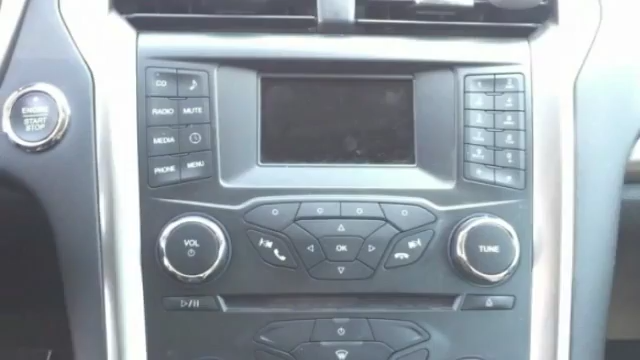 ENGINE
START
STOP
CD
RADIO MUTE
MEDIA
PHONE MENU
VOL
OK
TUNE